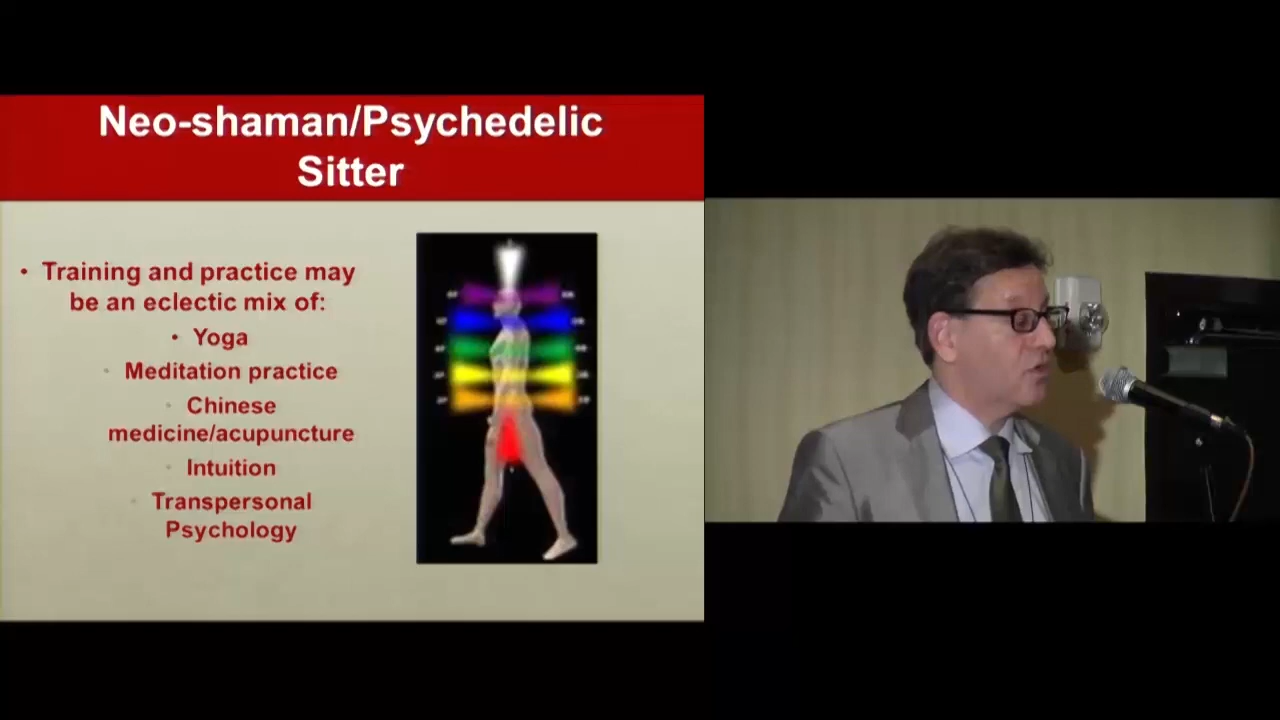 Neo-shaman/Psychedelic
Sitter
• Training and practice may
be an eclectic mix of:
• Yoga
• Meditation practice
• Chinese
medicine/acupuncture
• Intuition
• Transpersonal
Psychology